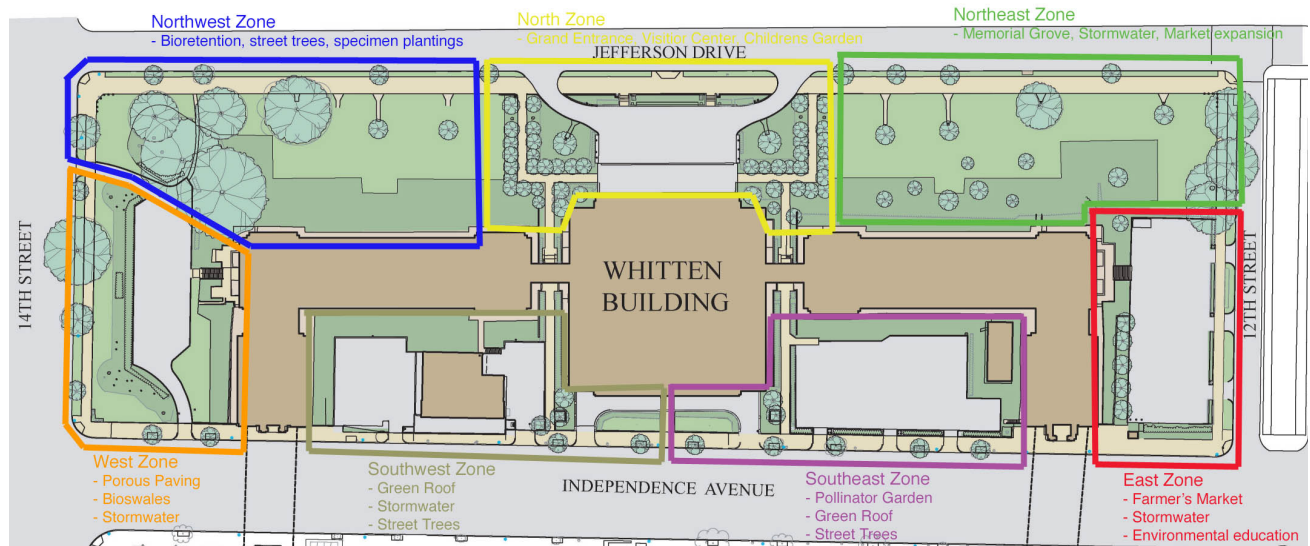 Northwest Zone
- Bioretention, street trees, specimen plantings
North Zone
- Grand Entrance, Visitior Center, Childrens Garden
Northeast Zone
- Memorial Grove, Stormwater, Market expansion
JEFFERSON DRIVE
14TH STREET
WHITTEN
BUILDING
12TH STREET
West Zone
- Porous Paving
- Bioswales
- Stormwater
Southwest Zone
- Green Roof
- Stormwater
- Street Trees
INDEPENDENCE AVENUE
Southeast Zone
- Pollinator Garden
- Green Roof
- Street Trees
East Zone
- Farmer's Market
- Stormwater
- Environmental education